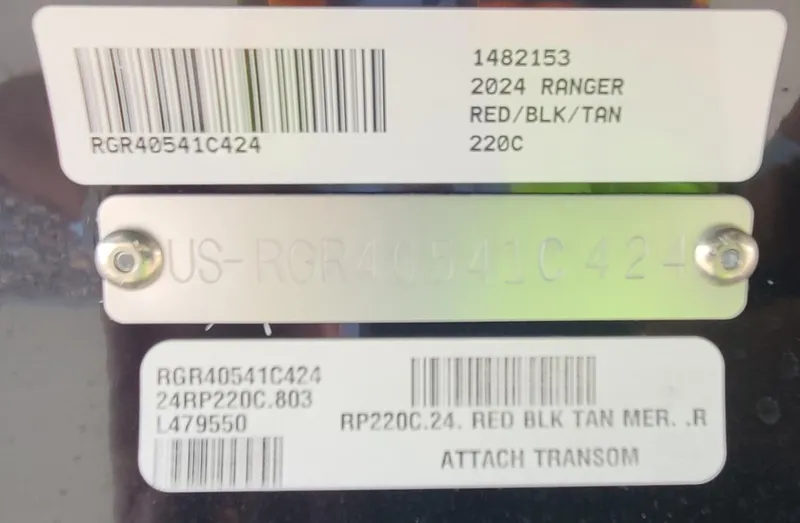 RGR40541C424
1482153
2024 RANGER
RED/BLK/TAN
220C
US-RGR40541C424
RGR40541C424
24RP220C.803
L479550
RP220C.24. RED BLK TAN MER. .R
ATTACH TRANSOM